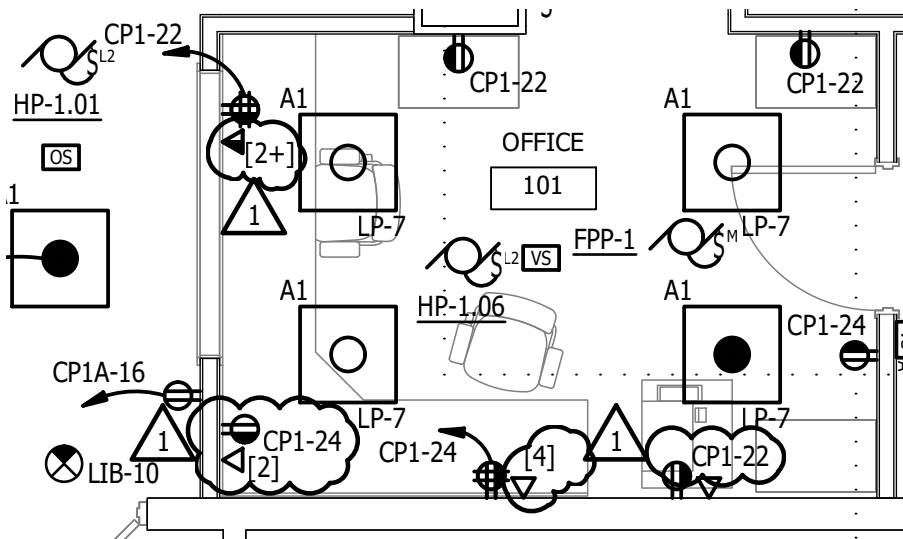 CP1-22
S L2
HP-1.01
OS
A1
CP1-22
CP1-22
A1
A1
OFFICE
101
[2+]
1
LP-7
LP-7
FPP-1
S M
S L2
VS
HP-1.06
A1
A1
CP1-24
CP1A-16
LP-7
LP-7
1
CP1-24
[2]
LIB-10
CP1-24
[4]
1
CP1-22